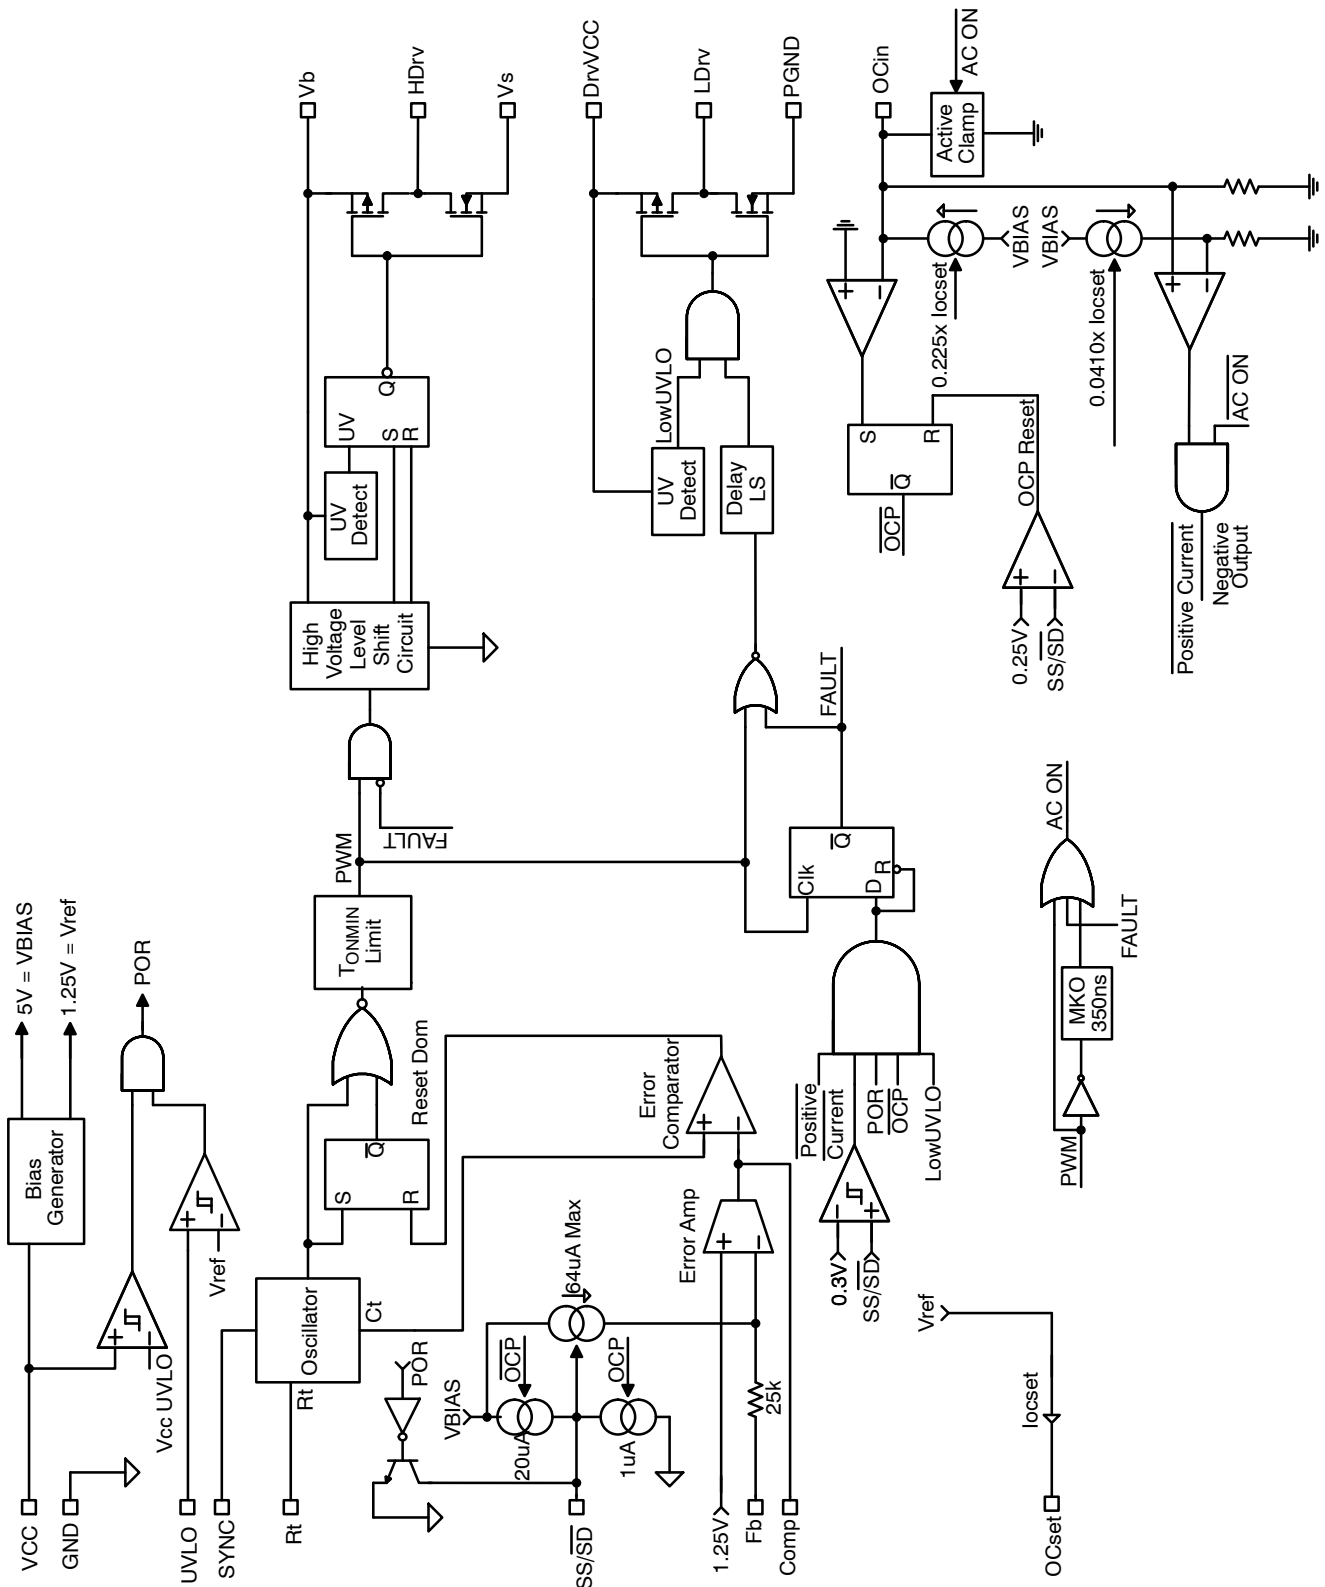 VCC
GND
UVLO
SYNC
Rt
SS/SD
1.25V
Fb
Comp
OCset
Bias
Generator
5V = VBIAS
1.25V = Vref
POR
+
−
Vcc UVLO
+
−
Vref
Rt
Oscillator
Ct
POR
VBIAS
20uA
OCP
64uA Max
1uA
OCP
25k
S
R
Q
Reset Dom
TONMIN
Limit
PWM
FAULT
Error Amp
+
−
Error
Comparator
+
−
High
Voltage
Level
Shift
Circuit
UV
Detect
UV
S
R
Q
Vb
HDrv
Vs
DrvVCC
LDrv
PGND
UV
Detect
LowUVLO
Delay
LS
FAULT
Clk
D
R
Q
Positive
Current
POR
OCP
LowUVLO
0.3V
SS/SD
−
+
Vref
Iocset
PWM
MKO
350ns
FAULT
AC ON
OCin
Active
Clamp
AC ON
+
−
0.225x Iocset
VBIAS
VBIAS
0.0410x Iocset
S
R
Q
OCP
OCP Reset
+
−
0.25V
SS/SD
+
−
AC ON
Positive Current
Negative
Output